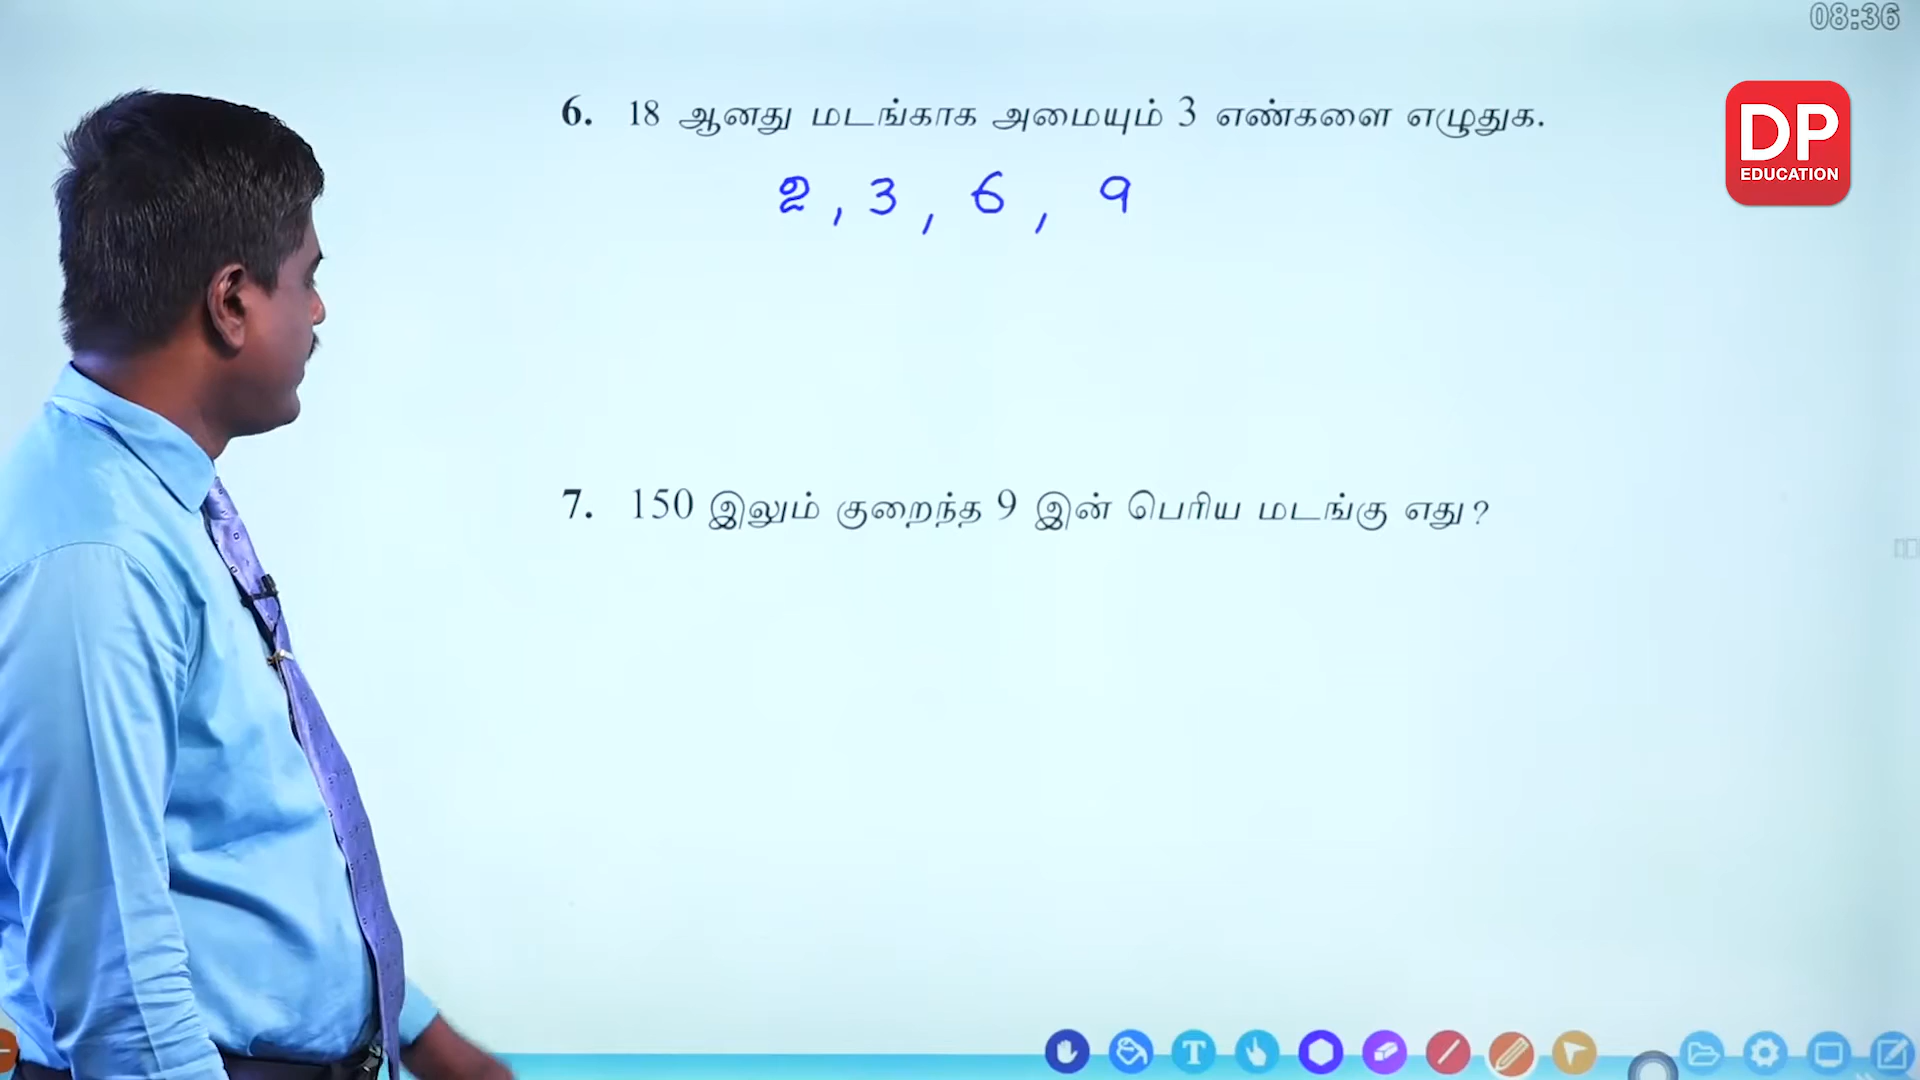 08:36
6. 18 ஆனது மடங்காக அமையும் 3 எண்களை எழுதுக.
DP
EDUCATION
2, 3, 6, 9
7. 150 இலும் குறைந்த 9 இன் பெரிய மடங்கு எது?
T